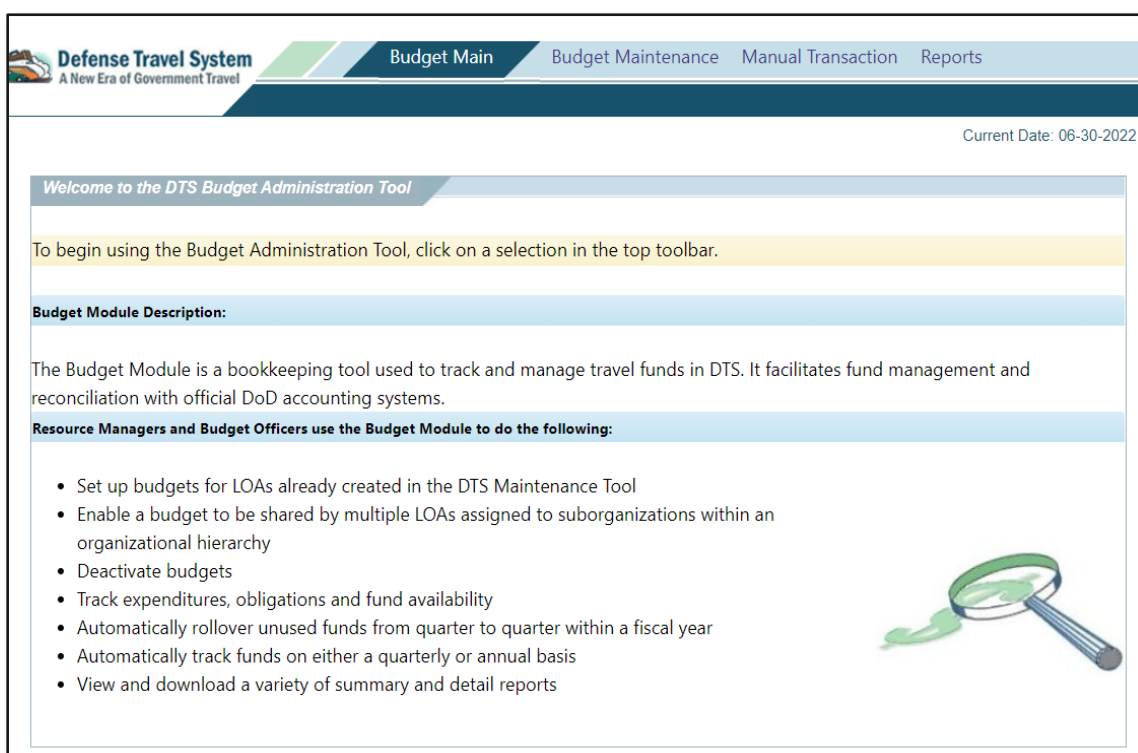 Defense Travel System
A New Era of Government Travel
Budget Main Budget Maintenance Manual Transaction Reports
Current Date: 06-30-2022
Welcome to the DTS Budget Administration Tool
To begin using the Budget Administration Tool, click on a selection in the top toolbar.
Budget Module Description:
The Budget Module is a bookkeeping tool used to track and manage travel funds in DTS. It facilitates fund management and
reconciliation with official DoD accounting systems.
Resource Managers and Budget Officers use the Budget Module to do the following:
• Set up budgets for LOAs already created in the DTS Maintenance Tool
• Enable a budget to be shared by multiple LOAs assigned to suborganizations within an
organizational hierarchy
• Deactivate budgets
• Track expenditures, obligations and fund availability
• Automatically rollover unused funds from quarter to quarter within a fiscal year
• Automatically track funds on either a quarterly or annual basis
• View and download a variety of summary and detail reports